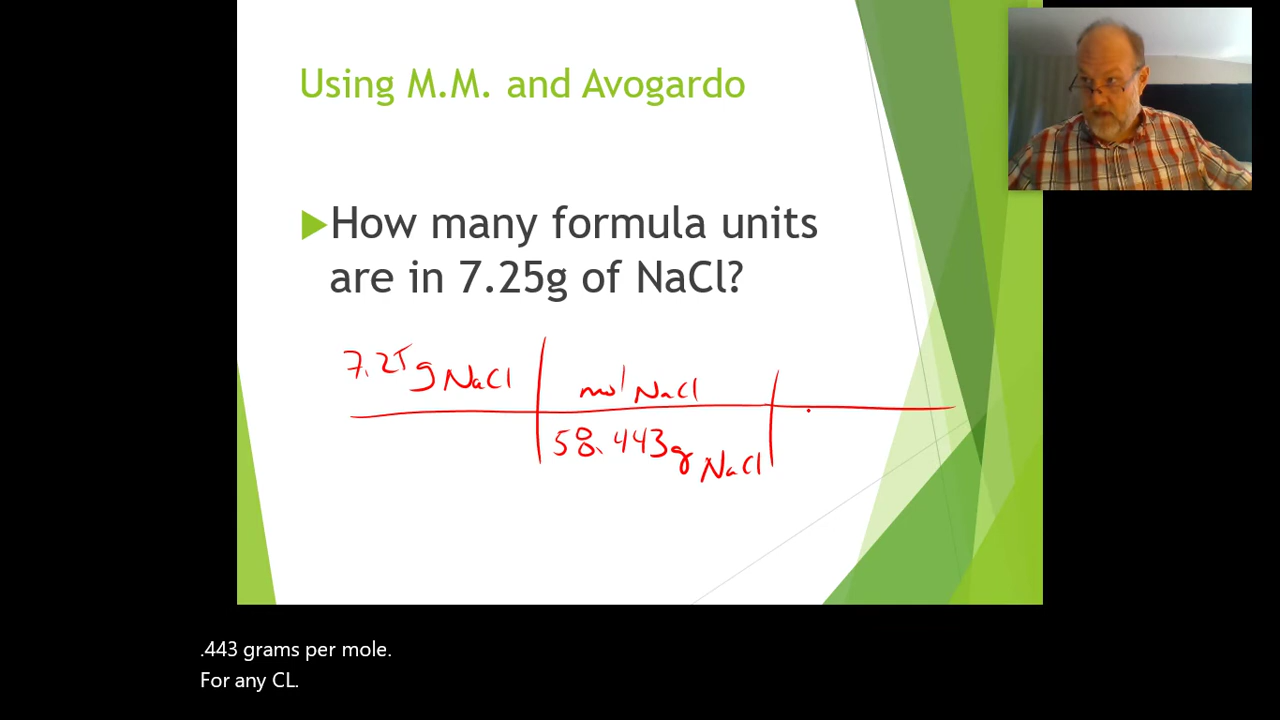 Using M.M. and Avogardo
How many formula units
are in 7.25g of NaCl?
7.25 g NaCl
mol NaCl
58.443g NaCl
.443 grams per mole.
For any CL.